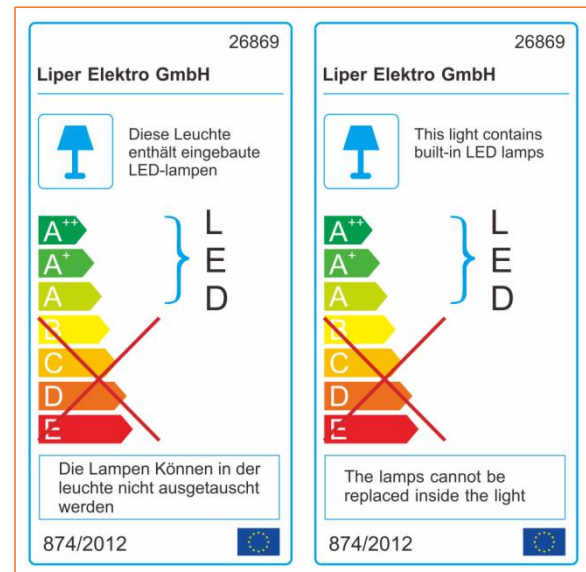 26869
Liper Elektro GmbH
Diese Leuchte
enthält eingebaute
LED-lampen
A++
A+
A
B
C
D
E
L
E
D
Die Lampen Können in der
leuchte nicht ausgetauscht
werden
874/2012
26869
Liper Elektro GmbH
This light contains
built-in LED lamps
A++
A+
A
B
C
D
E
L
E
D
The lamps cannot be
replaced inside the light
874/2012